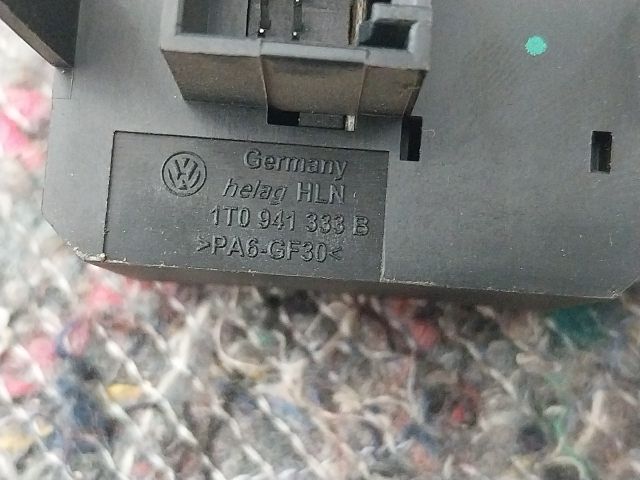 Germany
helag HLN
1T0 941 333 B
>PA6-GF30<